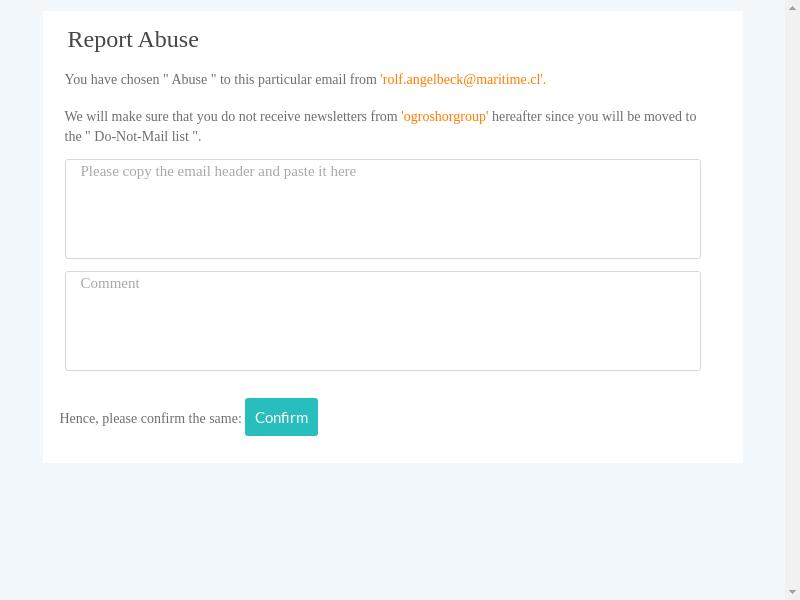 Report Abuse
You have chosen " Abuse " to this particular email from 'rolf.angelbeck@maritime.cl'.
We will make sure that you do not receive newsletters from 'ogroshorgroup' hereafter since you will be moved to
the " Do-Not-Mail list ".
Please copy the email header and paste it here
Comment
Hence, please confirm the same: Confirm